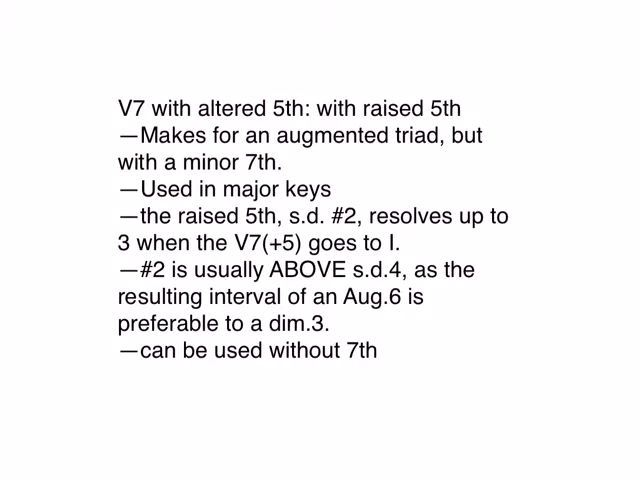 V7 with altered 5th: with raised 5th
—Makes for an augmented triad, but
with a minor 7th.
—Used in major keys
—the raised 5th, s.d. #2, resolves up to
3 when the V7(+5) goes to I.
—#2 is usually ABOVE s.d.4, as the
resulting interval of an Aug.6 is
preferable to a dim.3.
—can be used without 7th